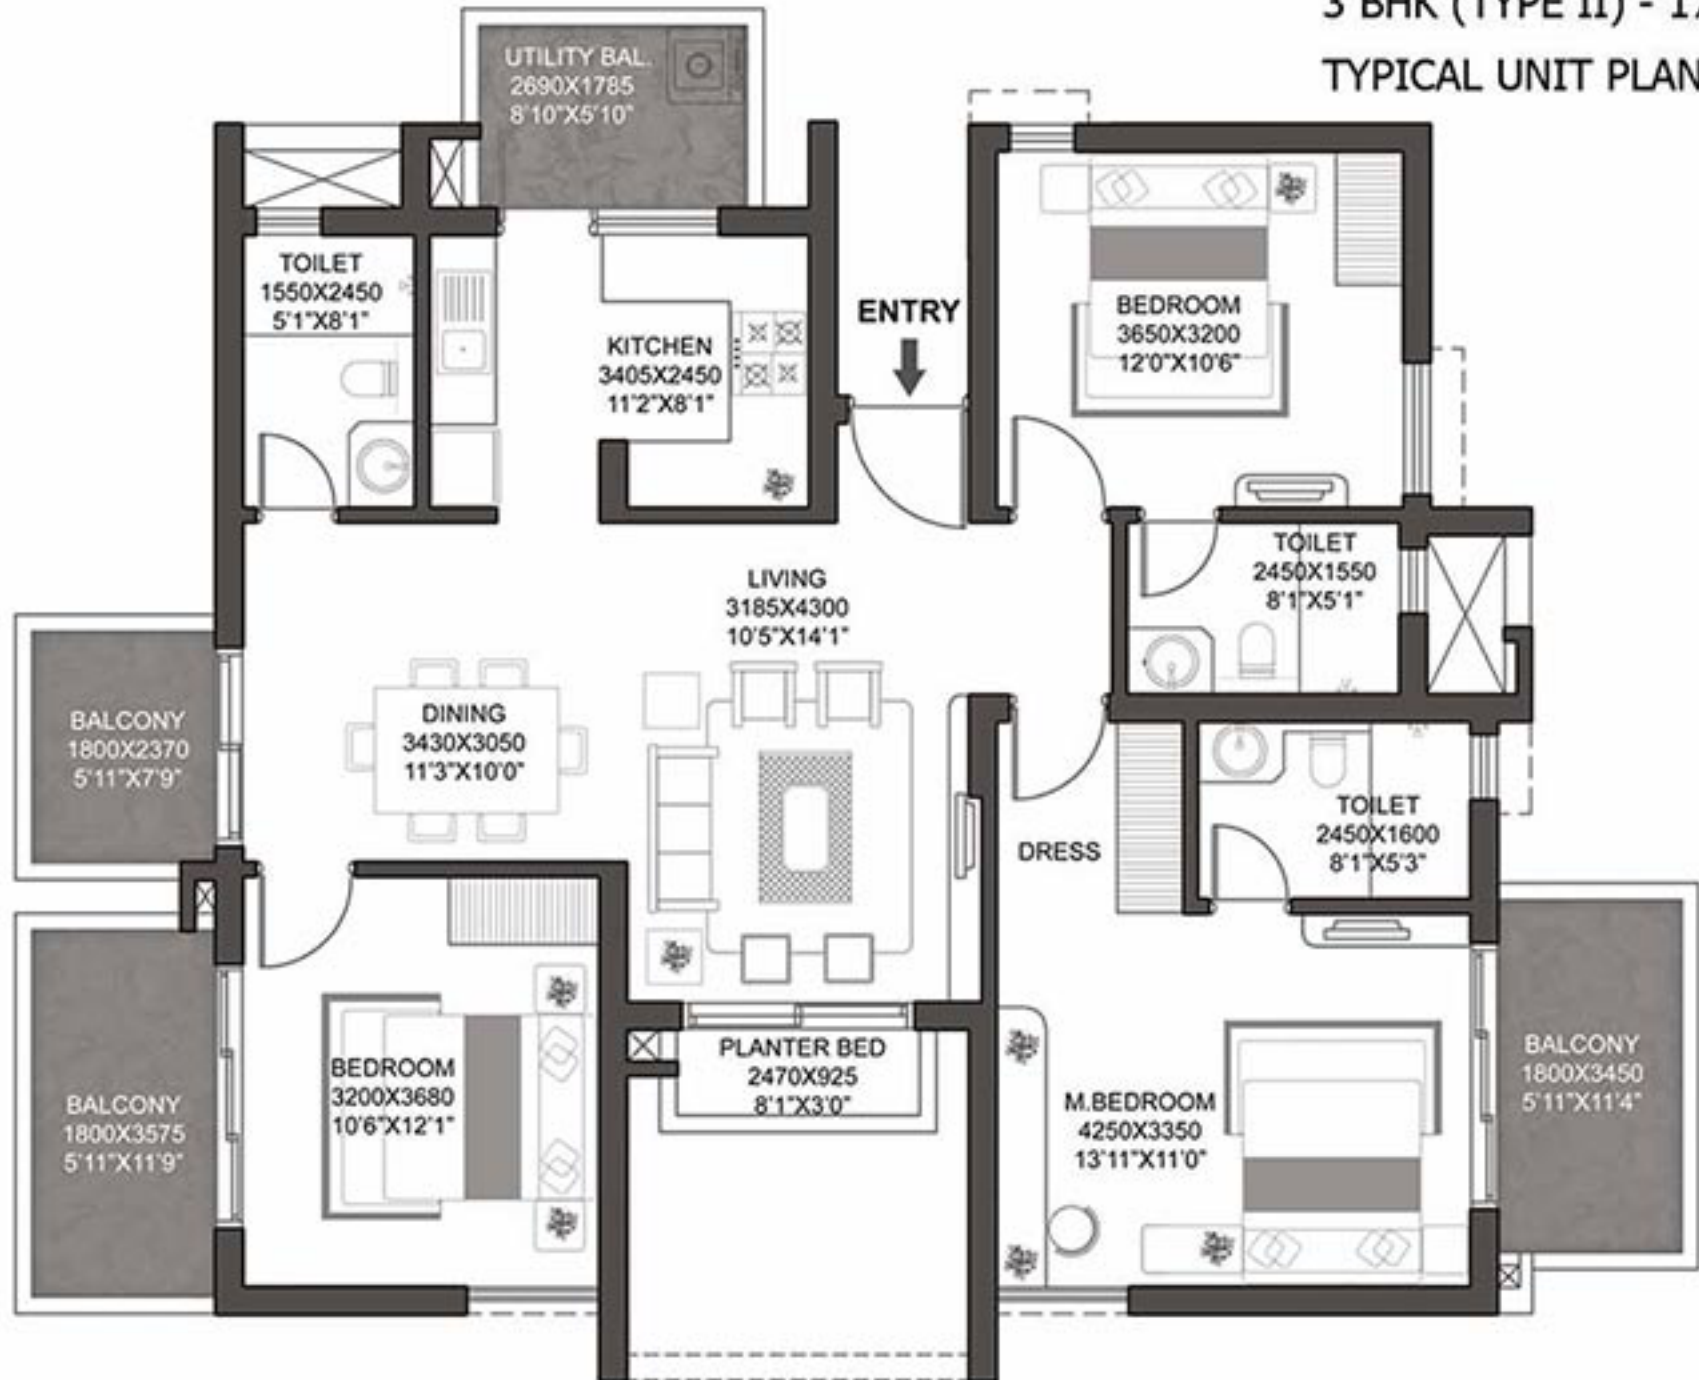 3 BHK (TYPE II) -
TYPICAL UNIT PLAN
UTILITY BAL.
2690X1785
8'10"X5'10"
TOILET
1550X2450
5'1"X8'1"
KITCHEN
3405X2450
11'2"X8'1"
ENTRY
BEDROOM
3650X3200
12'0"X10'6"
TOILET
2450X1550
8'1"X5'1"
LIVING
3185X4300
10'5"X14'1"
BALCONY
1800X2370
5'11"X7'9"
DINING
3430X3050
11'3"X10'0"
DRESS
TOILET
2450X1600
8'1"X5'3"
BALCONY
1800X3575
5'11"X11'9"
BEDROOM
3200X3680
10'6"X12'1"
PLANTER BED
2470X925
8'1"X3'0"
M.BEDROOM
4250X3350
13'11"X11'0"
BALCONY
1800X3450
5'11"X11'4"